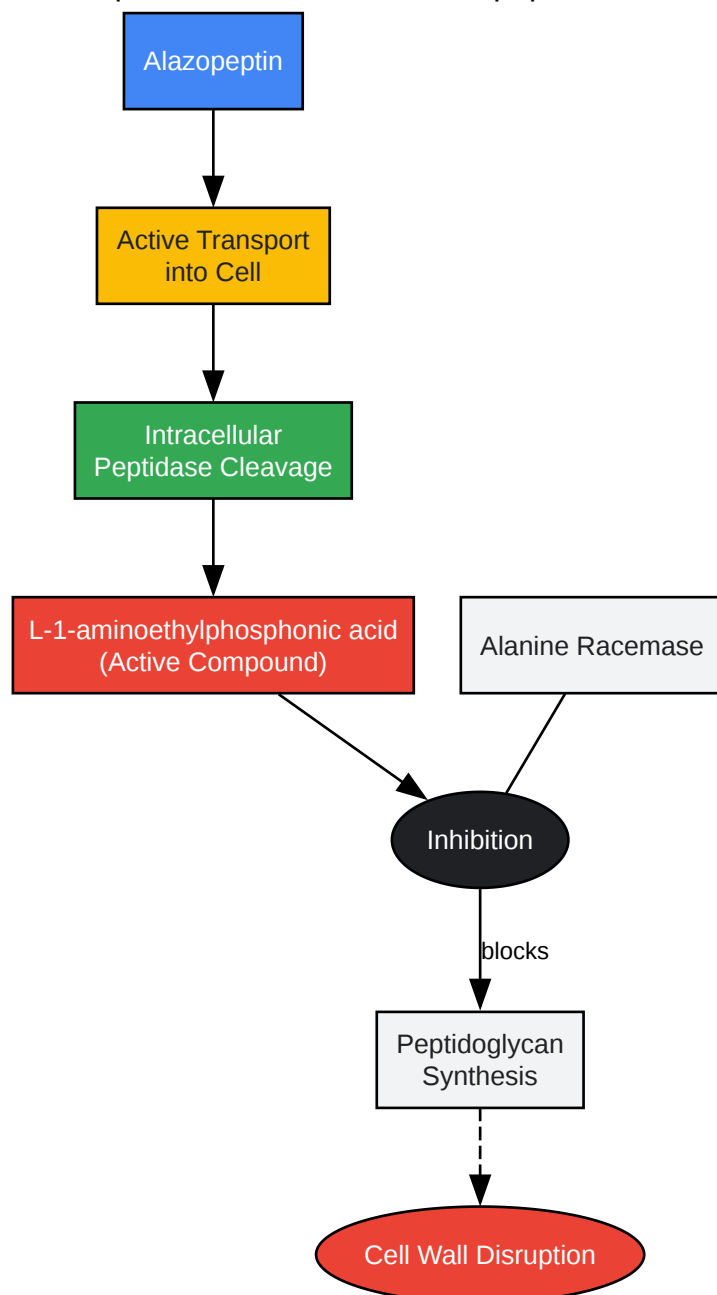 Alazopeptin
Active Transport
into Cell
Intracellular
Peptidase Cleavage
L-1-aminoethylphosphonic acid
(Active Compound)
Alanine Racemase
Inhibition
blocks
Peptidoglycan
Synthesis
Cell Wall Disruption